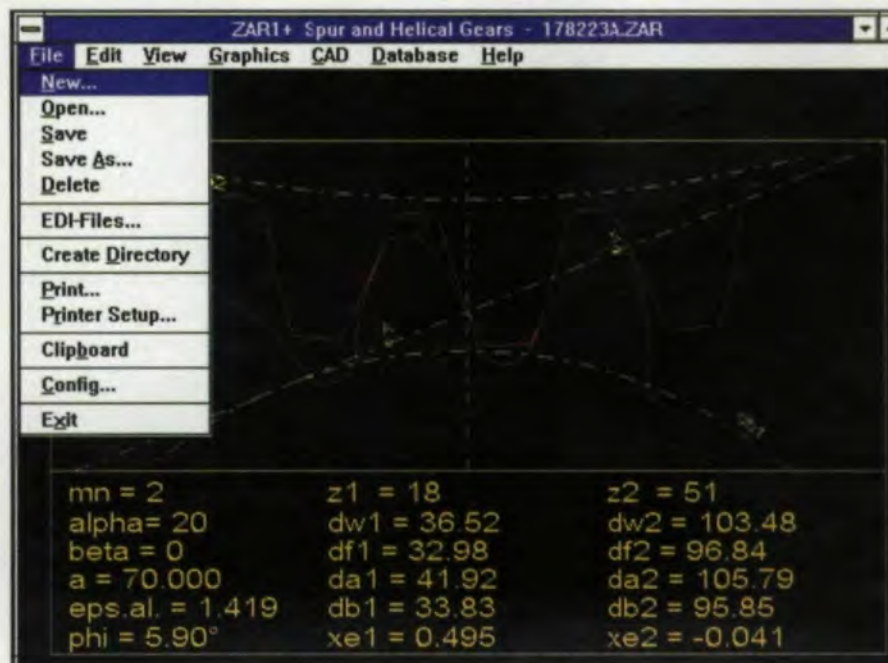 ZAR1+ Spur and Helical Gears - 178223A.ZAR
File Edit View Graphics CAD Database Help
New...
Open...
Save
Save As...
Delete
EDI-Files...
Create Directory
Print...
Printer Setup...
Clipboard
Config...
Exit
mn = 2 z1 = 18 z2 = 51
alpha= 20 dw1 = 36.52 dw2 = 103.48
beta = 0 df1 = 32.98 df2 = 96.84
a = 70.000 da1 = 41.92 da2 = 105.79
eps.al. = 1.419 db1 = 33.83 db2 = 95.85
phi = 5.90° xe1 = 0.495 xe2 = -0.041